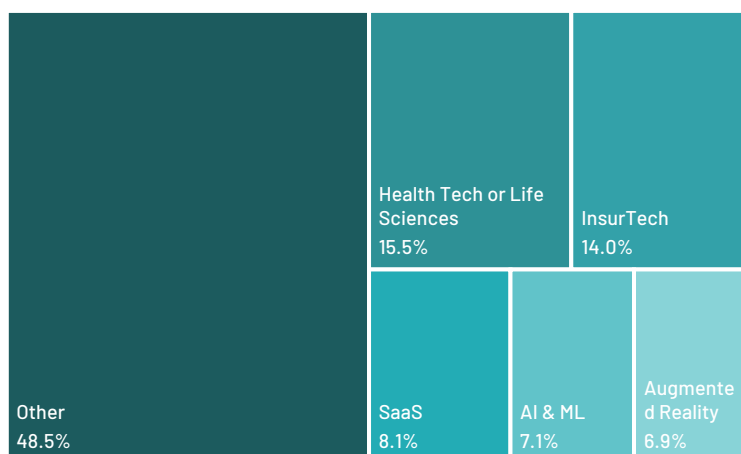 Health Tech or Life
Sciences
15.5%
InsurTech
14.0%
Other
48.5%
SaaS
8.1%
AI & ML
7.1%
Augmente
d Reality
6.9%